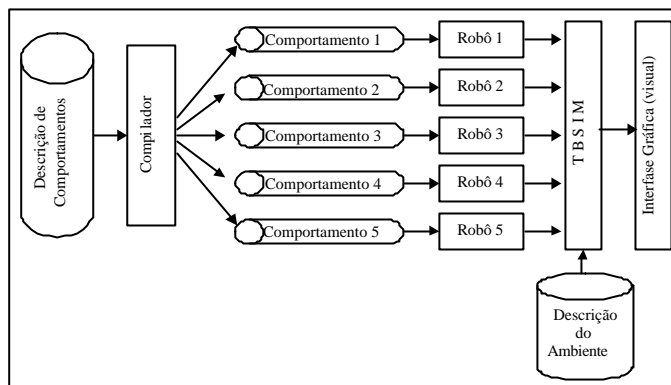 Descrição de
Comportamentos
Compilador
Comportamento 1
Robô 1
Comportamento 2
Robô 2
Comportamento 3
Robô 3
Comportamento 4
Robô 4
Comportamento 5
Robô 5
T B S I M
Interfase Gráfica (visual)
Descrição
do
Ambiente